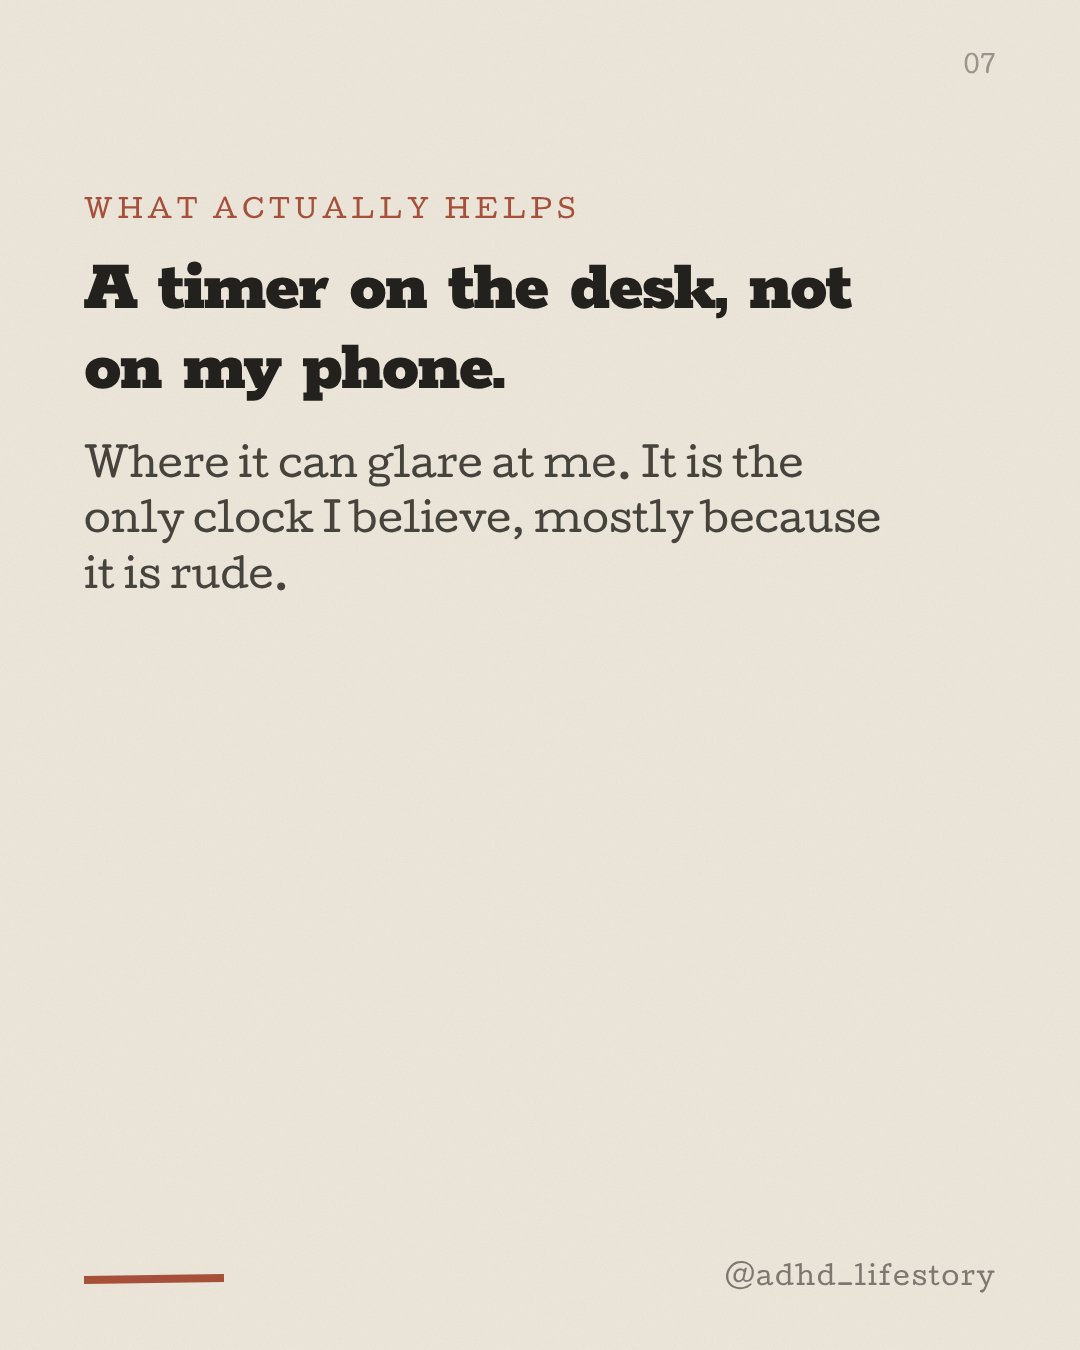 07
WHAT ACTUALLY HELPS
A timer on the desk, not
on my phone.
Where it can glare at me. It is the
only clock I believe, mostly because
it is rude.
@adhd_lifestory